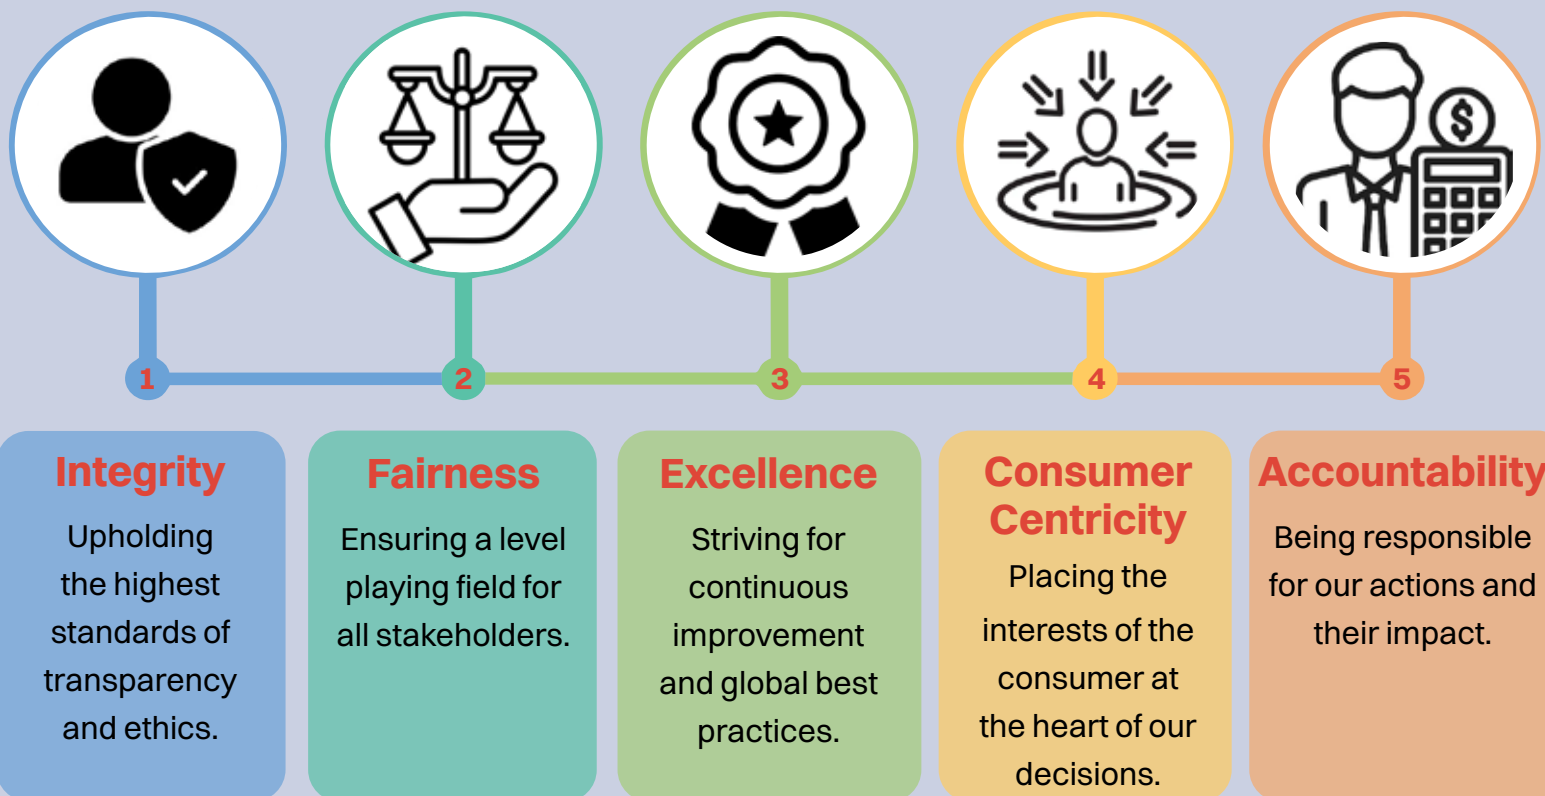 $
1
2
3
4
5
Integrity
Upholding
the highest
standards of
transparency
and ethics.
Fairness
Ensuring a level
playing field for
all stakeholders.
Excellence
Striving for
continuous
improvement
and global best
practices.
Consumer
Centricity
Placing the
interests of the
consumer at
the heart of our
decisions.
Accountability
Being responsible
for our actions and
their impact.